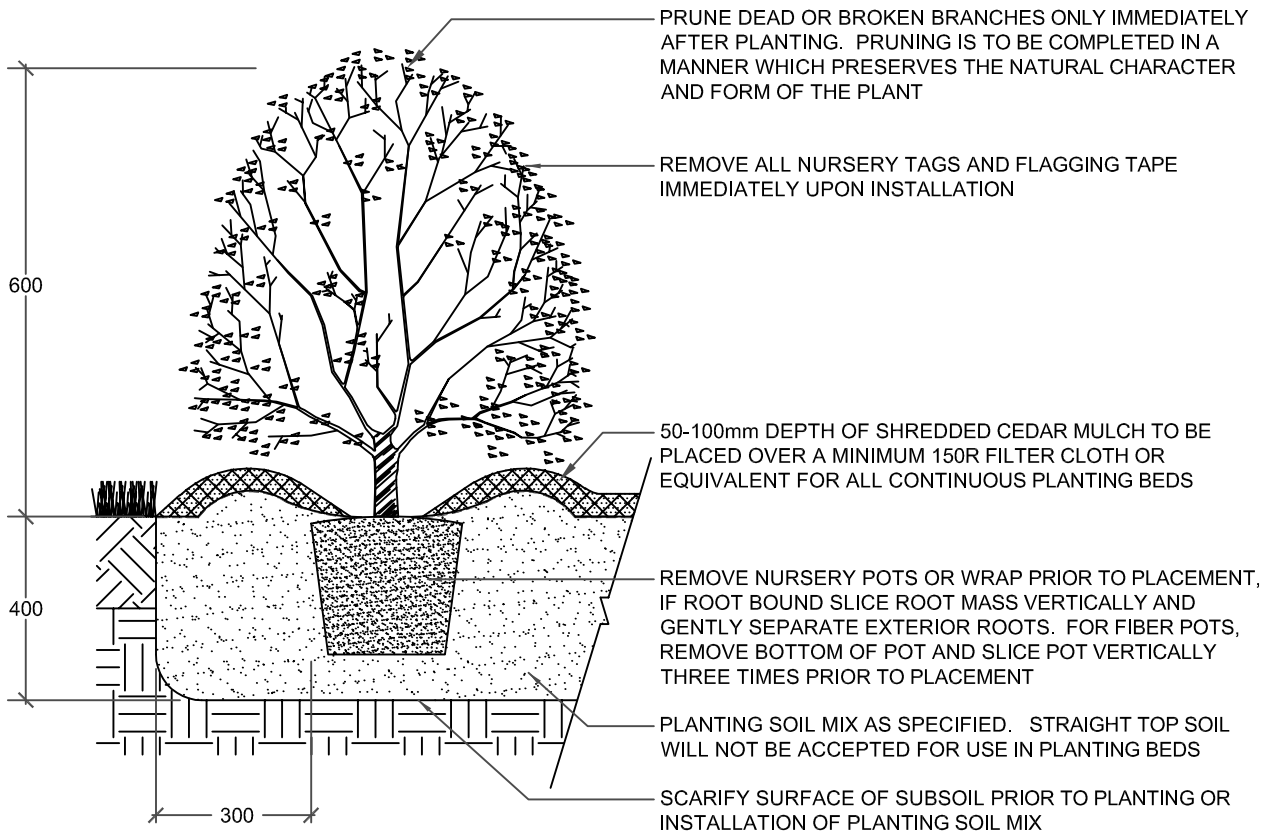 PRUNE DEAD OR BROKEN BRANCHES ONLY IMMEDIATELY
AFTER PLANTING.  PRUNING IS TO BE COMPLETED IN A
MANNER WHICH PRESERVES THE NATURAL CHARACTER
AND FORM OF THE PLANT
REMOVE ALL NURSERY TAGS AND FLAGGING TAPE
IMMEDIATELY UPON INSTALLATION
600
50-100mm DEPTH OF SHREDDED CEDAR MULCH TO BE
PLACED OVER A MINIMUM 150R FILTER CLOTH OR
EQUIVALENT FOR ALL CONTINUOUS PLANTING BEDS
REMOVE NURSERY POTS OR WRAP PRIOR TO PLACEMENT,
IF ROOT BOUND SLICE ROOT MASS VERTICALLY AND
GENTLY SEPARATE EXTERIOR ROOTS.  FOR FIBER POTS,
REMOVE BOTTOM OF POT AND SLICE POT VERTICALLY
THREE TIMES PRIOR TO PLACEMENT
400
PLANTING SOIL MIX AS SPECIFIED.   STRAIGHT TOP SOIL
WILL NOT BE ACCEPTED FOR USE IN PLANTING BEDS
SCARIFY SURFACE OF SUBSOIL PRIOR TO PLANTING OR
INSTALLATION OF PLANTING SOIL MIX
300